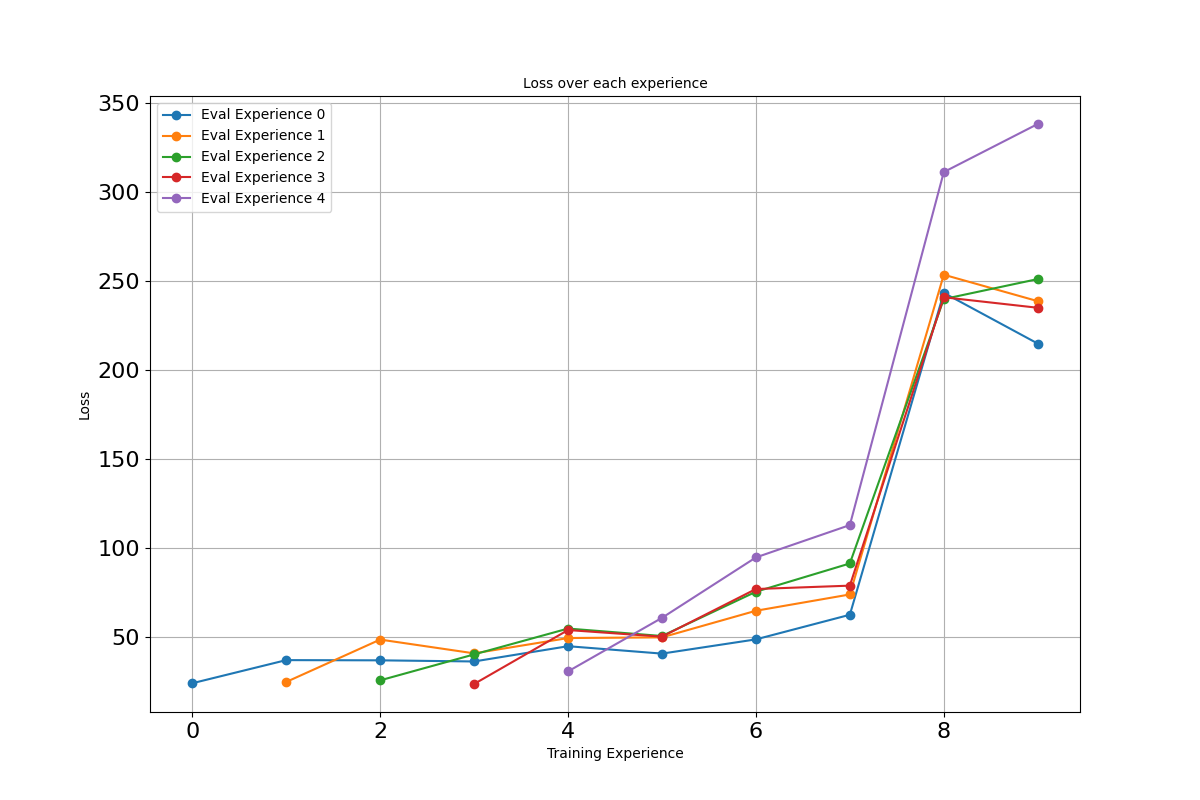 Loss over each experience
350
300
250
200
150
100
50
Loss
Eval Experience 0
Eval Experience 1
Eval Experience 2
Eval Experience 3
Eval Experience 4
0 2 4 6 8
Training Experience